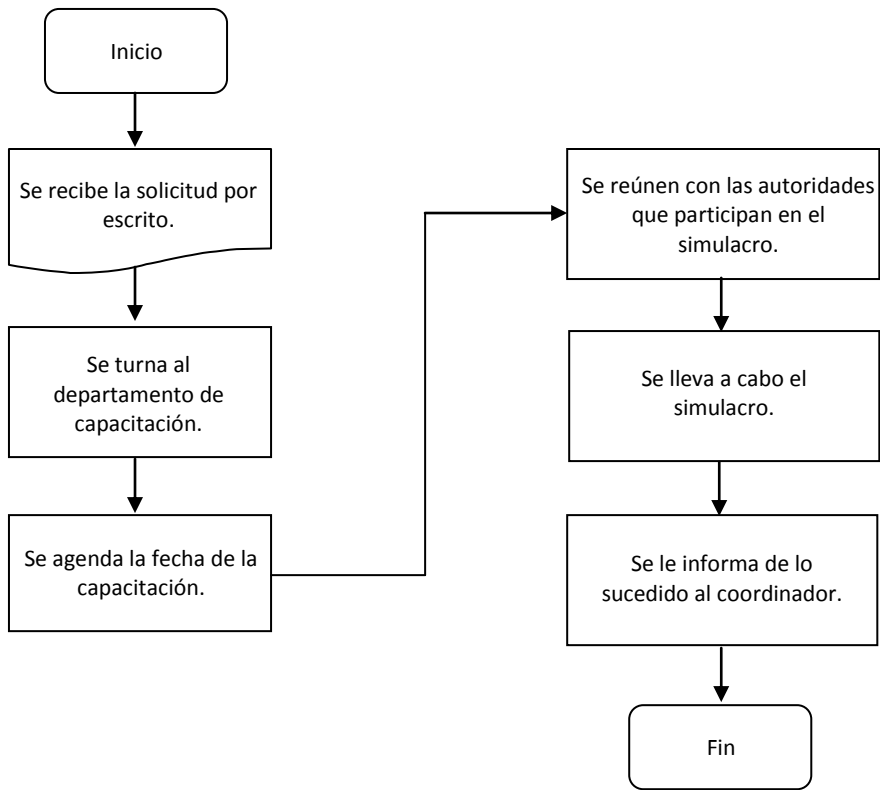 Inicio
Se recibe la solicitud por
escrito.
Se turna al
departamento de
capacitación.
Se agenda la fecha de la
capacitación.
Se reúnen con las autoridades
que participan en el
simulacro.
Se lleva a cabo el
simulacro.
Se le informa de lo
sucedido al coordinador.
Fin